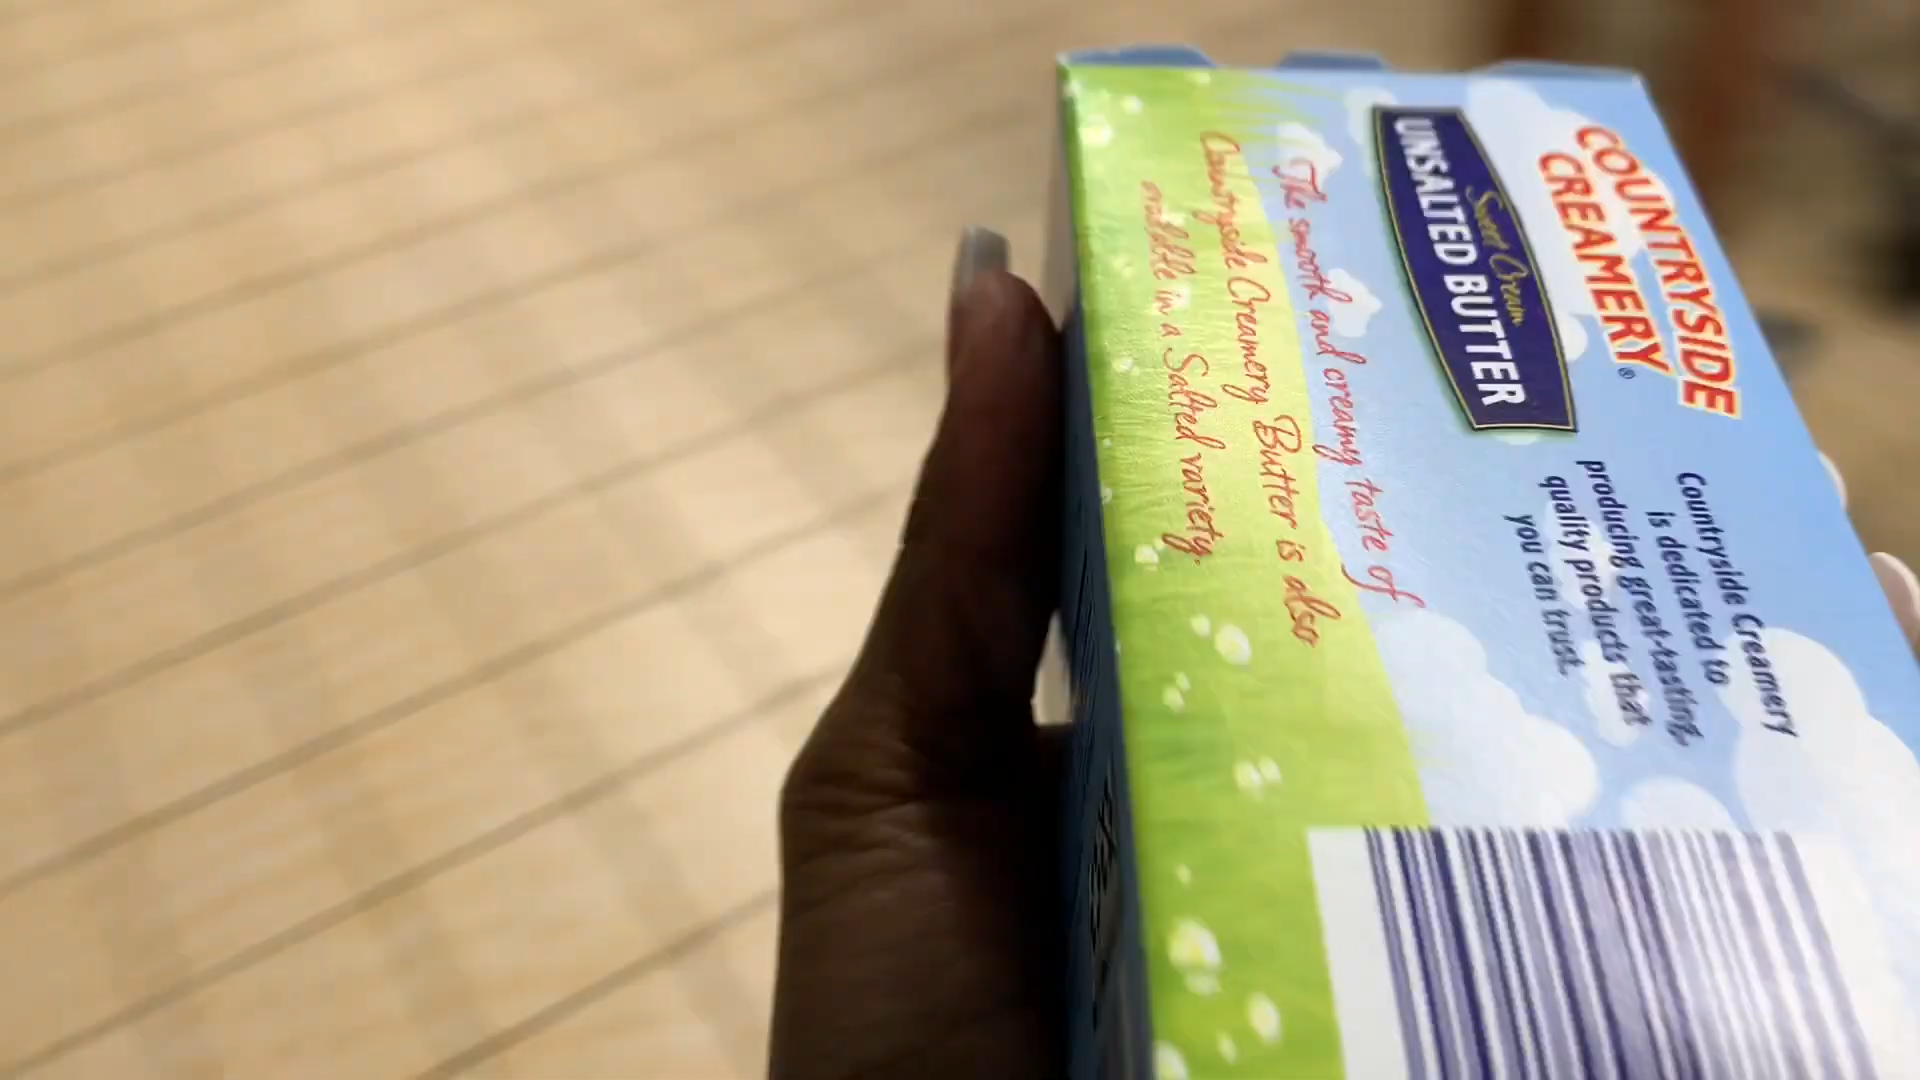 COUNTRYSIDE
CREAMERY®
Sweet Cream
UNSALTED BUTTER
The smooth and creamy taste of
Countryside Creamery Butter is also
available in a Salted variety.
Countryside Creamery
is dedicated to
producing great-tasting,
quality products that
you can trust.